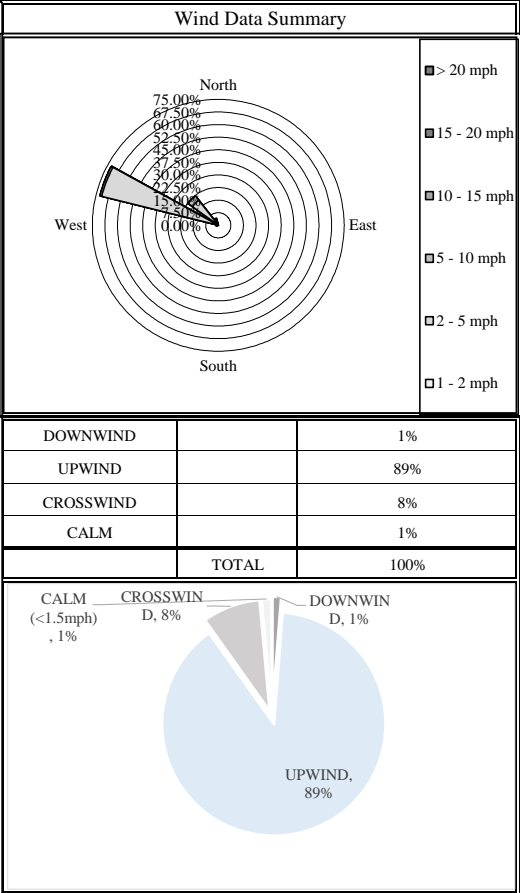 Wind Data Summary
North
75.00%
67.50%
60.00%
52.50%
45.00%
37.50%
30.00%
22.50%
15.00%
7.50%
0.00%
West
East
South
> 20 mph
15 - 20 mph
10 - 15 mph
5 - 10 mph
2 - 5 mph
1 - 2 mph
DOWNWIND 1%
UPWIND 89%
CROSSWIND 8%
CALM 1%
TOTAL 100%
CALM
(<1.5mph)
, 1%
CROSSWIN
D, 8%
DOWNWIN
D, 1%
UPWIND,
89%